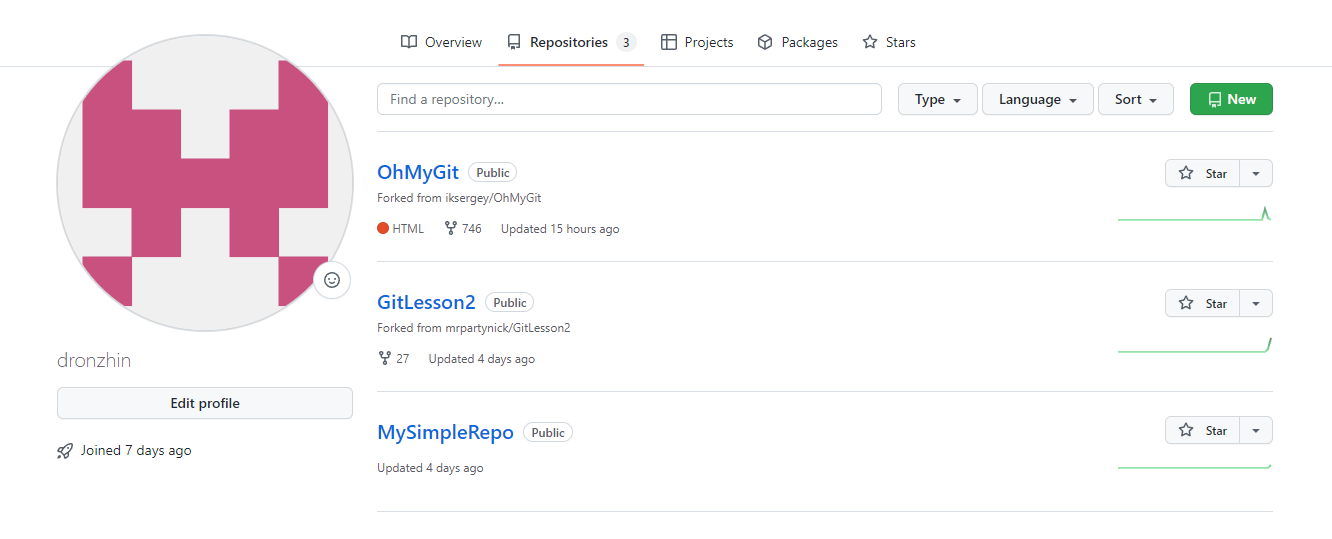 Overview Repositories 3 Projects Packages Stars
Find a repository... Type Language Sort New
OhMyGit Public Star
Forked from iksergey/OhMyGit
HTML 746 Updated 15 hours ago
GitLesson2 Public Star
Forked from mrpartynick/GitLesson2
27 Updated 4 days ago
MySimpleRepo Public Star
Updated 4 days ago
dronzhin
Edit profile
Joined 7 days ago